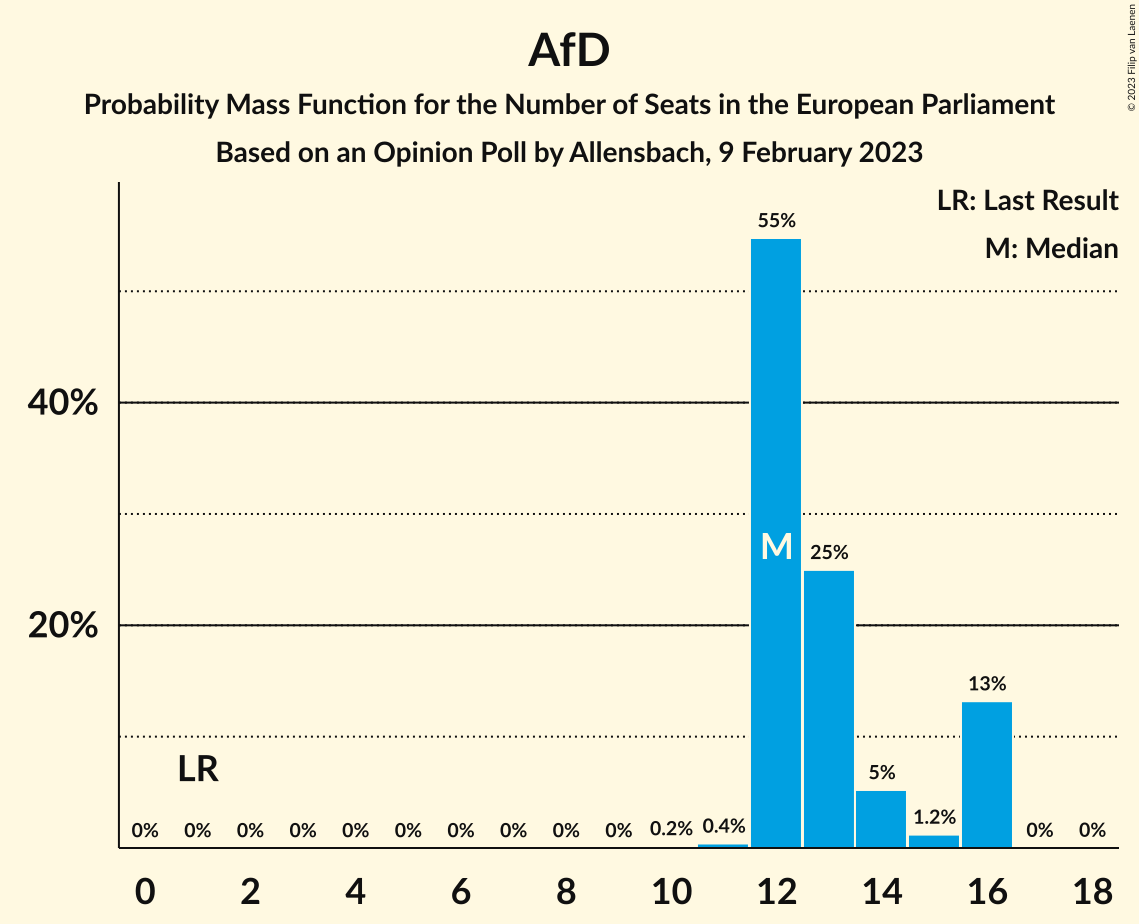 AfD
Probability Mass Function for the Number of Seats in the European Parliament
Based on an Opinion Poll by Allensbach, 9 February 2023
© 2023 Filip van Laenen
LR: Last Result
M: Median
55%
40%
M
25%
20%
13%
LR
5%
0% 0% 0% 0% 0% 0% 0% 0% 0% 0% 0.2% 0.4% 1.2% 0% 0%
0 2 4 6 8 10 12 14 16 18